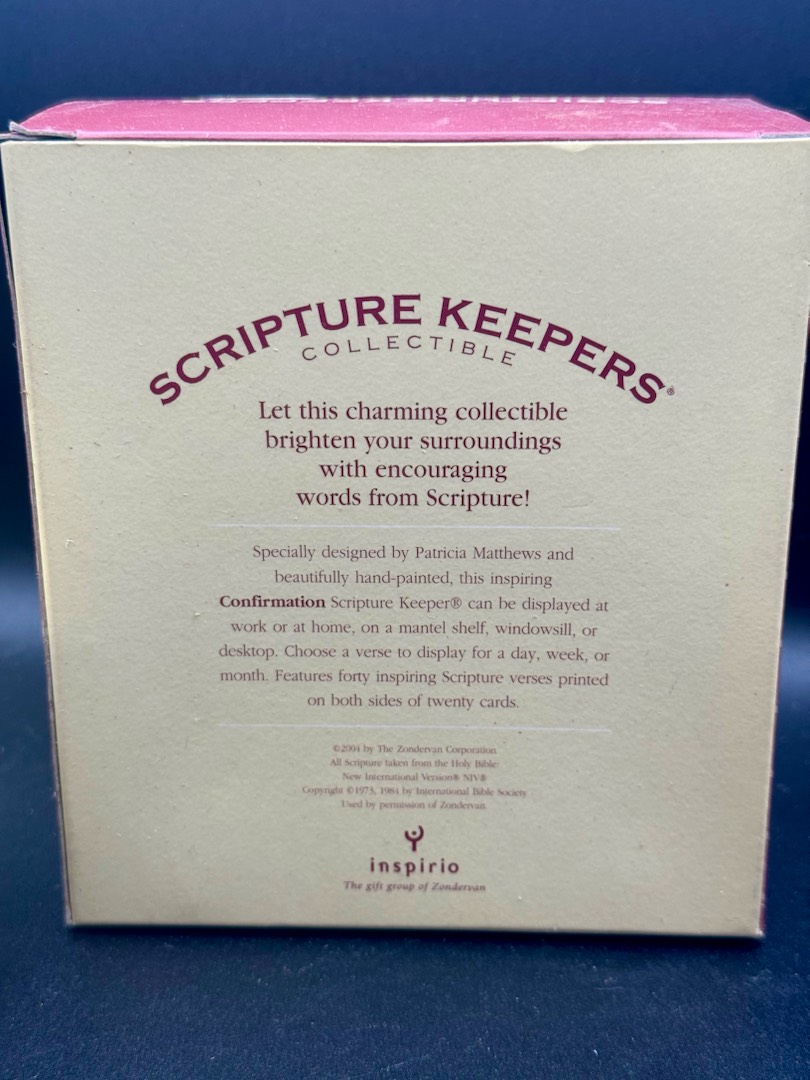 SCRIPTURE KEEPERS®
COLLECTIBLE
Let this charming collectible
brighten your surroundings
with encouraging
words from Scripture!
Specially designed by Patricia Matthews and
beautifully hand-painted, this inspiring
Confirmation Scripture Keeper® can be displayed at
work or at home, on a mantel shelf, windowsill, or
desktop. Choose a verse to display for a day, week, or
month. Features forty inspiring Scripture verses printed
on both sides of twenty cards.
©2004 by The Zondervan Corporation
All Scripture taken from the Holy Bible:
New International Version® NIV®
Copyright ©1973, 1984 by International Bible Society
Used by permission of Zondervan.
inspirio
The gift group of Zondervan